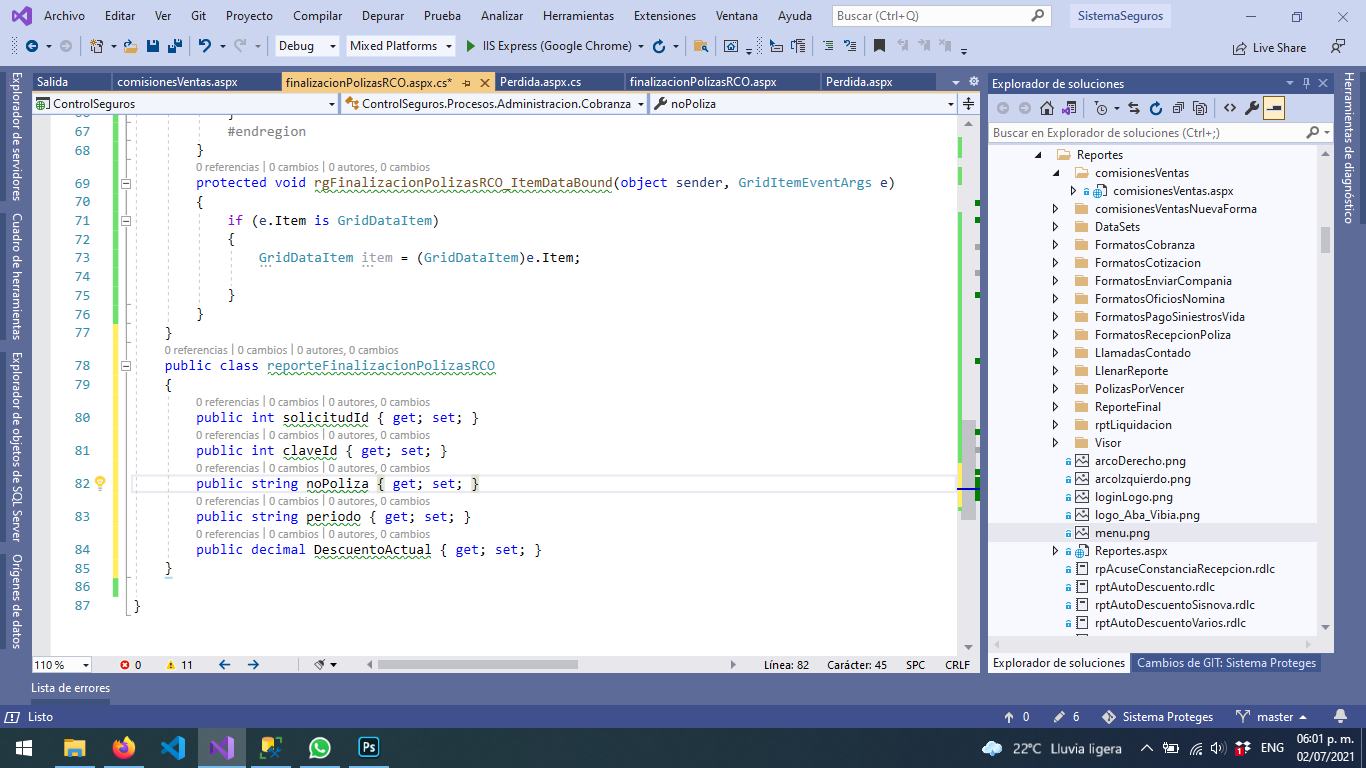 Archivo Editar Ver Git Proyecto Compilar Depurar Prueba Analizar Herramientas Extensiones Ventana Ayuda Buscar (Ctrl+Q) SistemaSeguros
Debug Mixed Platforms IIS Express (Google Chrome) Live Share
Explorador de servidores
Cuadro de herramientas
Explorador de objetos de SQL Server
Orígenes de datos
Salida comisionesVentas.aspx finalizacionPolizasRCO.aspx.cs* Perdida.aspx.cs finalizacionPolizasRCO.aspx Perdida.aspx
ControlSeguros ControlSeguros.Procesos.Administracion.Cobranza noPoliza
66 }
67 #endregion
68 }
0 referencias | 0 cambios | 0 autores, 0 cambios
69 protected void rgFinalizacionPolizasRCO_ItemDataBound(object sender, GridItemEventArgs e)
70 {
71 if (e.Item is GridDataItem)
72 {
73 GridDataItem item = (GridDataItem)e.Item;
74
75 }
76 }
77 }
0 referencias | 0 cambios | 0 autores, 0 cambios
78 public class reporteFinalizacionPolizasRCO
79 {
0 referencias | 0 cambios | 0 autores, 0 cambios
80 public int solicitudId { get; set; }
0 referencias | 0 cambios | 0 autores, 0 cambios
81 public int claveId { get; set; }
0 referencias | 0 cambios | 0 autores, 0 cambios
82 public string noPoliza { get; set; }
0 referencias | 0 cambios | 0 autores, 0 cambios
83 public string periodo { get; set; }
0 referencias | 0 cambios | 0 autores, 0 cambios
84 public decimal DescuentoActual { get; set; }
85 }
86
87 }
110 % 0 11 Línea: 82 Carácter: 45 SPC CRLF
Explorador de soluciones
Buscar en Explorador de soluciones (Ctrl+;)
Reportes
comisionesVentas
comisionesVentas.aspx
comisionesVentasNuevaForma
DataSets
FormatosCobranza
FormatosCotizacion
FormatosEnviarCompania
FormatosOficiosNomina
FormatosPagoSiniestrosVida
FormatosRecepcionPoliza
LlamadasContado
LlenarReporte
PolizasPorVencer
ReporteFinal
rptLiquidacion
Visor
arcoDerecho.png
arcoIzquierdo.png
loginLogo.png
logo_Aba_Vibia.png
menu.png
Reportes.aspx
rpAcuseConstanciaRecepcion.rdlc
rptAutoDescuento.rdlc
rptAutoDescuentoSisnova.rdlc
rptAutoDescuentoVarios.rdlc
Explorador de soluciones Cambios de GIT: Sistema Proteges
Herramientas de diagnóstico
Lista de errores
Listo 0 6 Sistema Proteges master
Ps 22°C Lluvia ligera 1 ENG 06:01 p. m.
02/07/2021